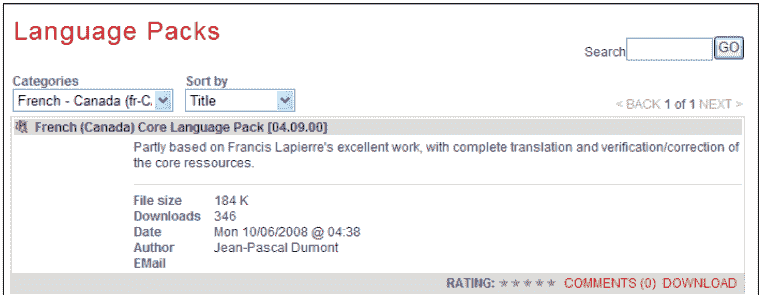 Language Packs
Search GO
Categories Sort by
French - Canada (fr-C. Title
< BACK 1 of 1 NEXT >
French (Canada) Core Language Pack [04.09.00]
Partly based on Francis Lapierre's excellent work, with complete translation and verification/correction of
the core ressources.
File size 184 K
Downloads 346
Date Mon 10/06/2008 @ 04:38
Author Jean-Pascal Dumont
EMail
RATING: ★★★★★ COMMENTS (0) DOWNLOAD